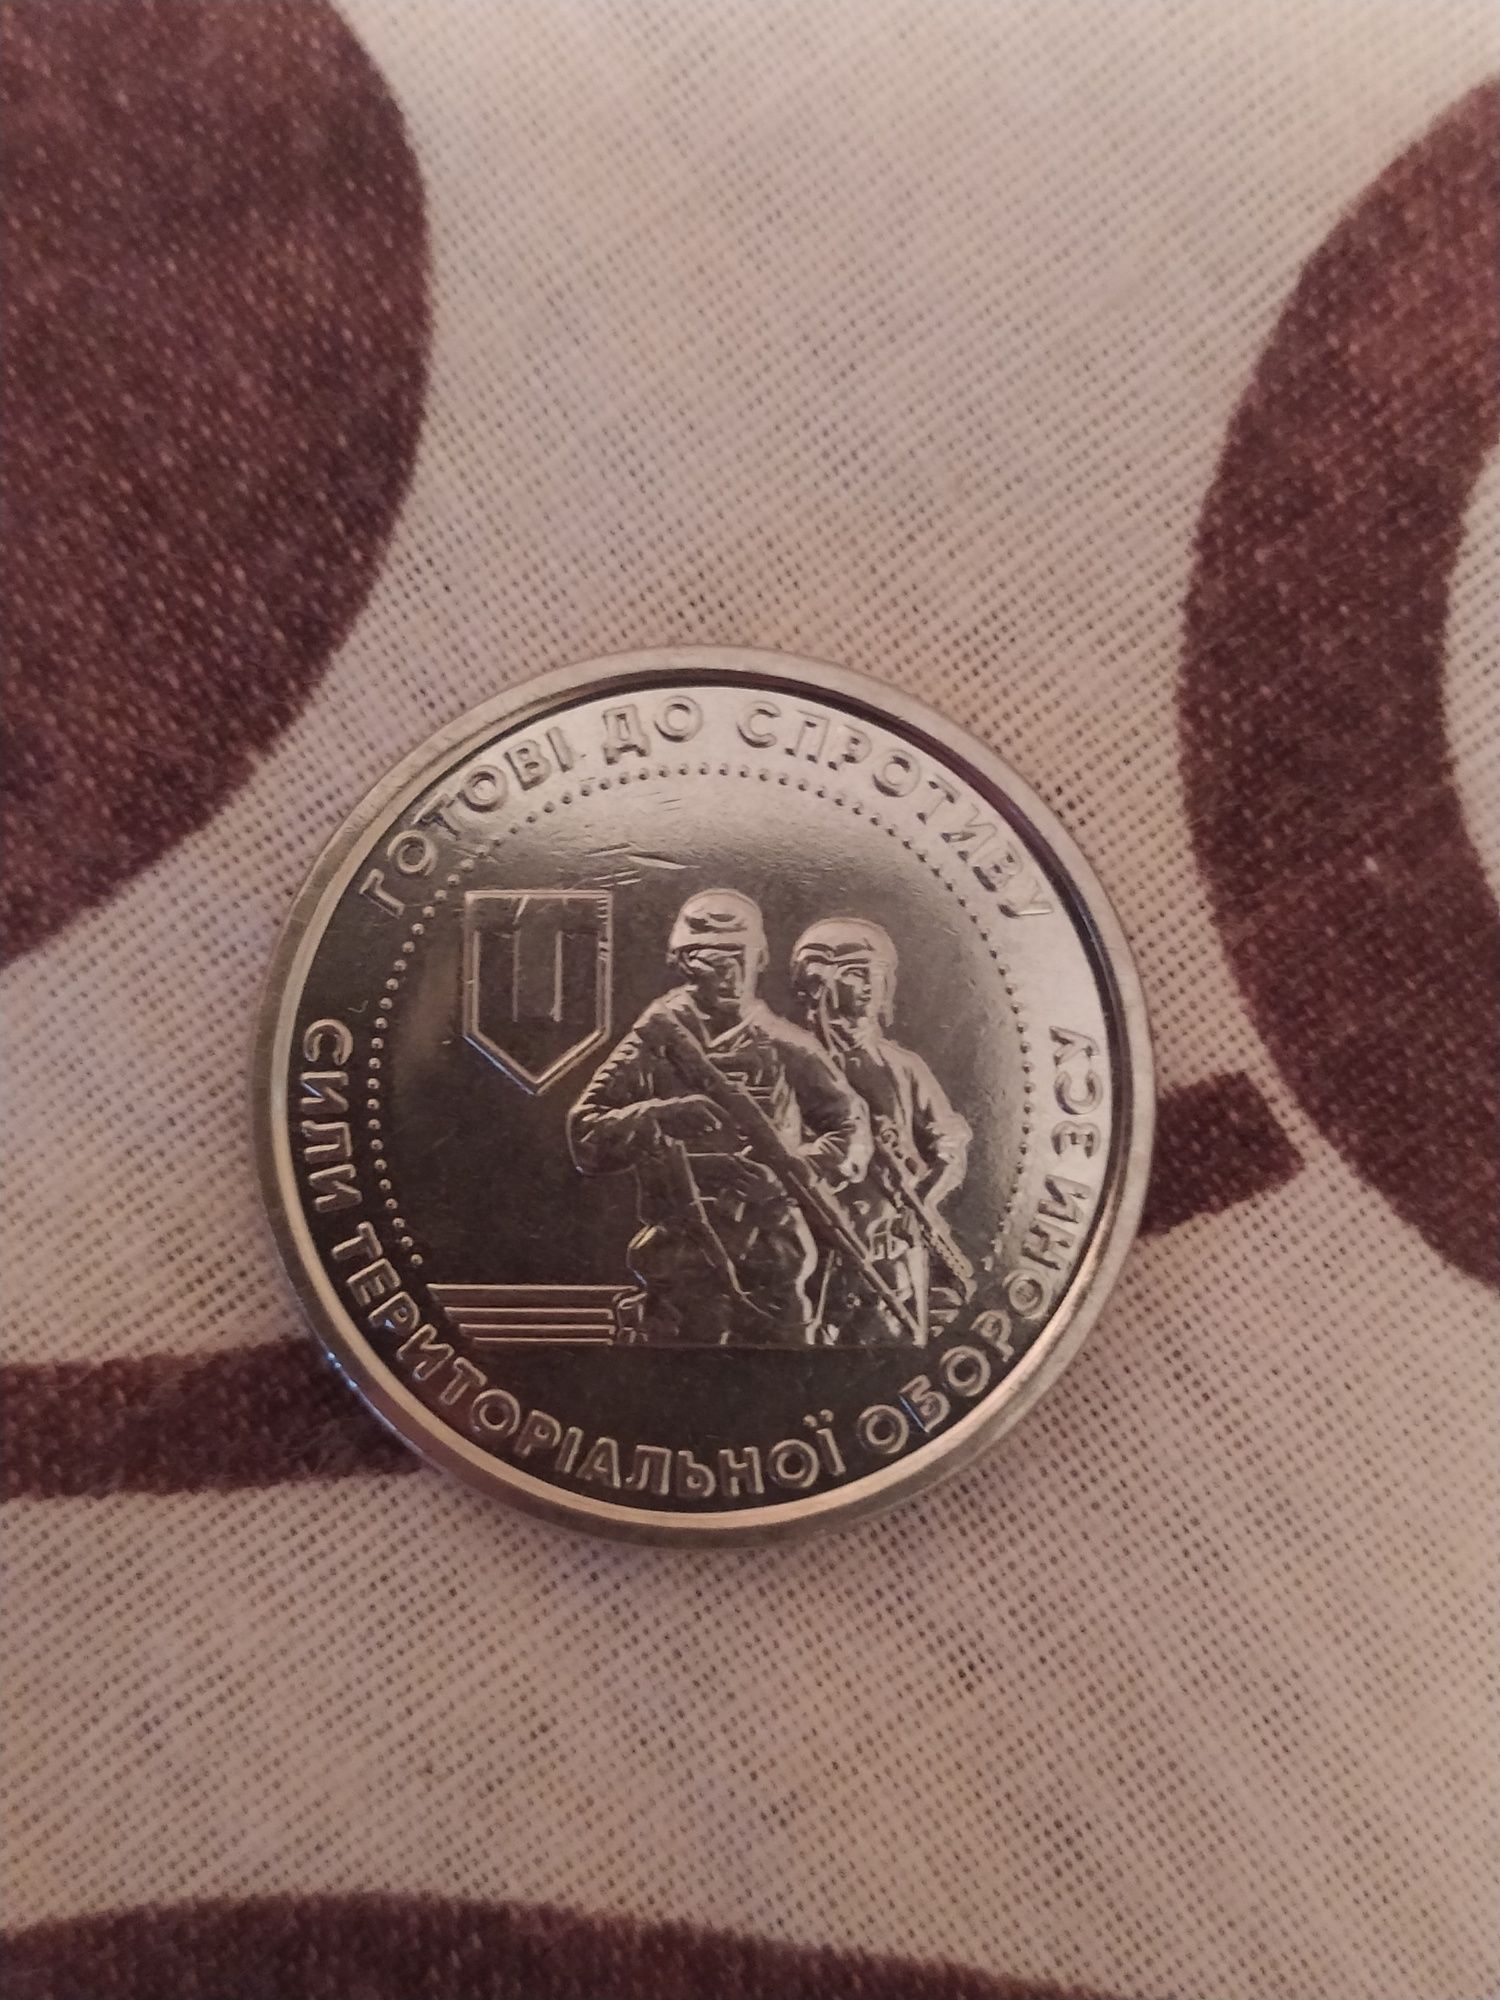 ГОТОВІ ДО СПРОТИВУ
СИЛИ ТЕРИТОРІАЛЬНОЇ ОБОРОНИ ЗСУ